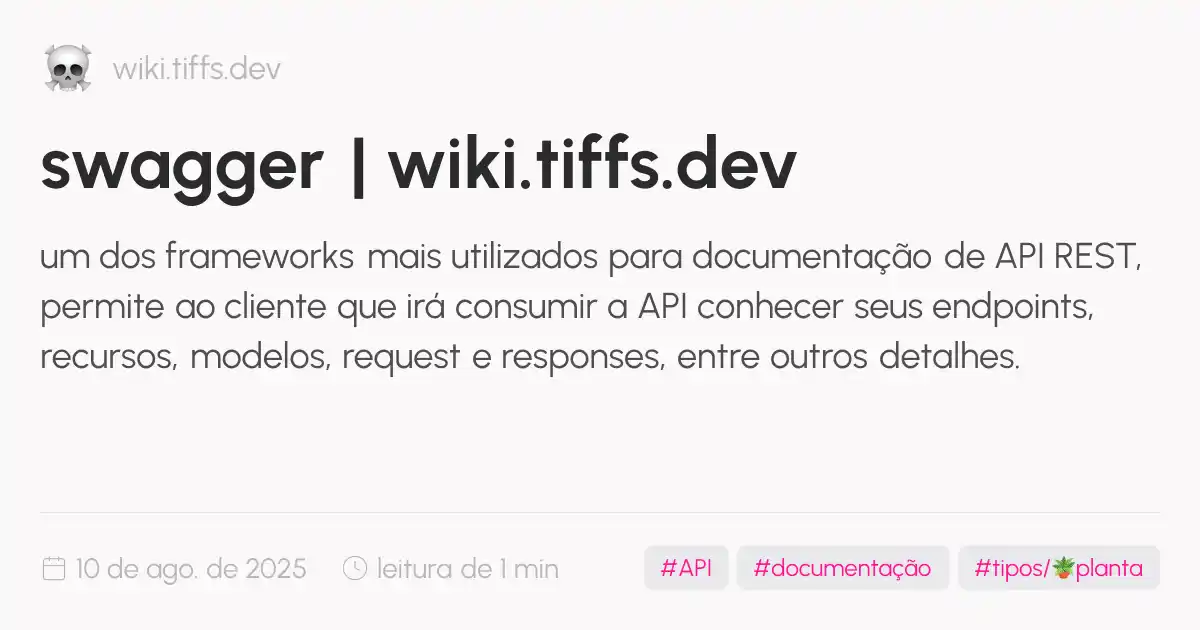 wiki.tiffs.dev
swagger | wiki.tiffs.dev
um dos frameworks mais utilizados para documentação de API REST,
permite ao cliente que irá consumir a API conhecer seus endpoints,
recursos, modelos, request e responses, entre outros detalhes.
10 de ago. de 2025 leitura de 1 min #API #documentação #tipos/🪴planta